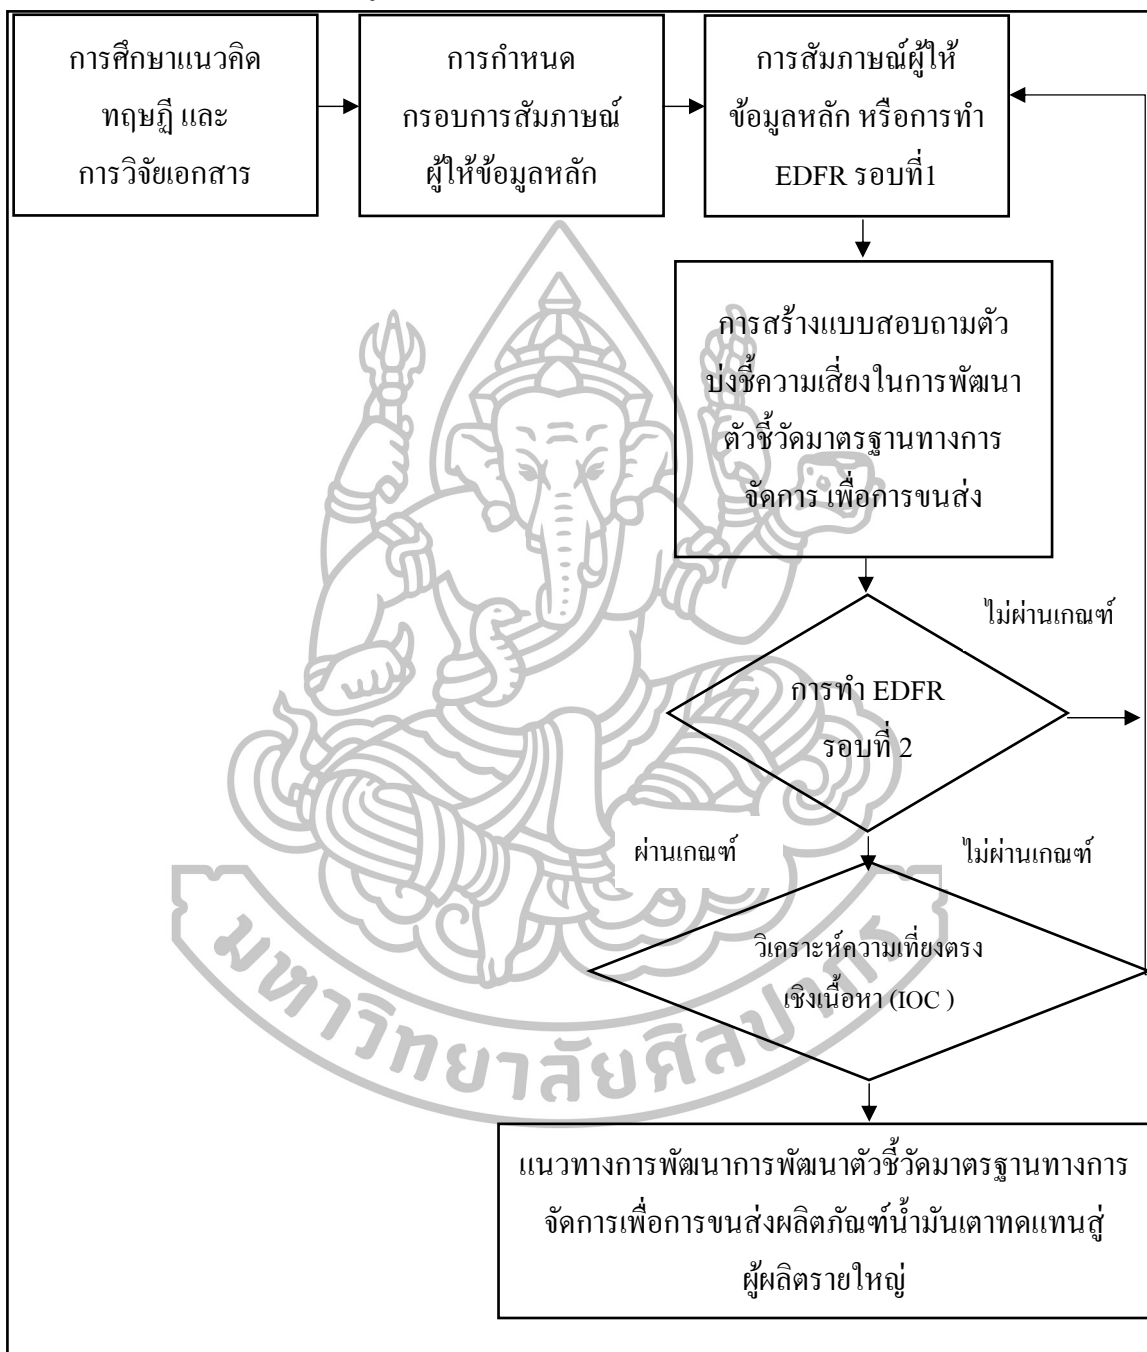 การศึกษาแนวคิด
ทฤษฎี และ
การวิจัยเอกสาร
การกำหนด
กรอบการสัมภาษณ์
ผู้ให้ข้อมูลหลัก
การสัมภาษณ์ผู้ให้
ข้อมูลหลัก หรือการทำ
EDFR รอบที่1
การสร้างแบบสอบถามตัว
บ่งชี้ความเสี่ยงในการพัฒนา
ตัวชี้วัดมาตรฐานทางการ
จัดการ เพื่อการขนส่ง
ไม่ผ่านเกณฑ์
การทำ EDFR
รอบที่ 2
ผ่านเกณฑ์
ไม่ผ่านเกณฑ์
วิเคราะห์ความเที่ยงตรง
เชิงเนื้อหา (IOC )
มหาวิทยาลัยศิลปากร
แนวทางการพัฒนาการพัฒนาตัวชี้วัดมาตรฐานทางการ
จัดการเพื่อการขนส่งผลิตภัณฑ์น้ำมันเตาทดแทนสู่
ผู้ผลิตรายใหญ่